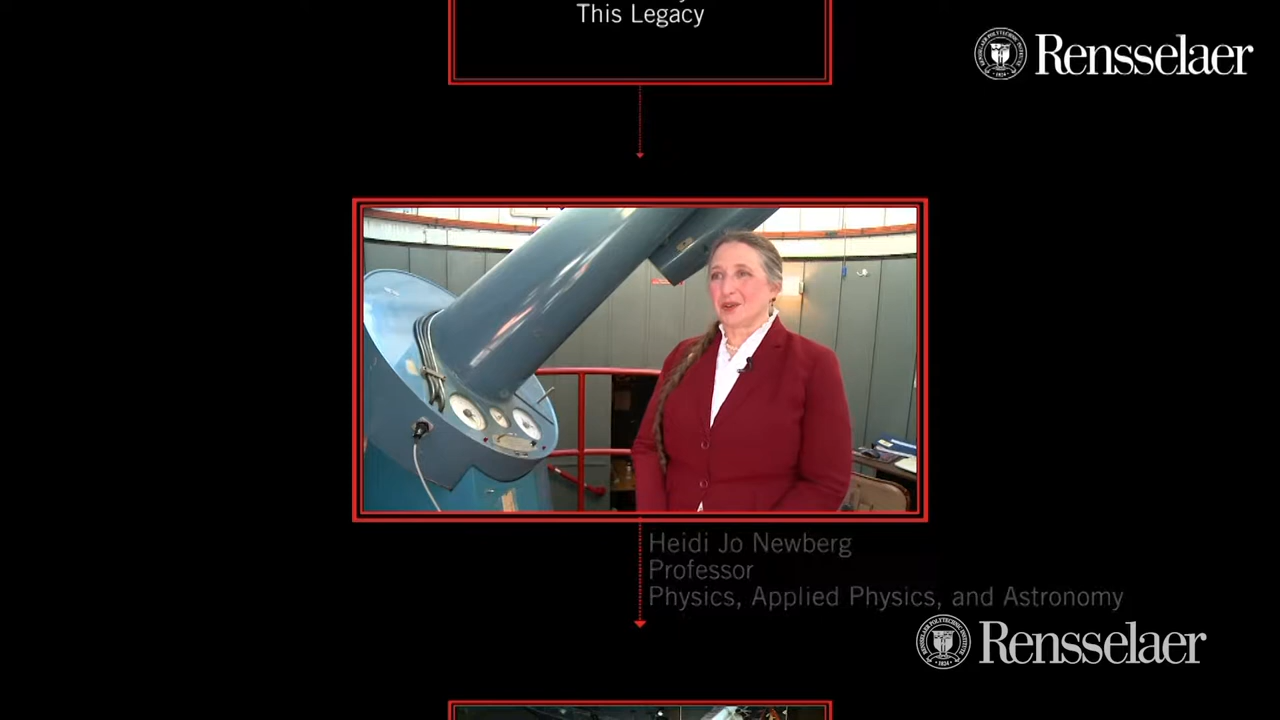 This Legacy
Rensselaer
Heidi Jo Newberg
Professor
Physics, Applied Physics, and Astronomy
Rensselaer